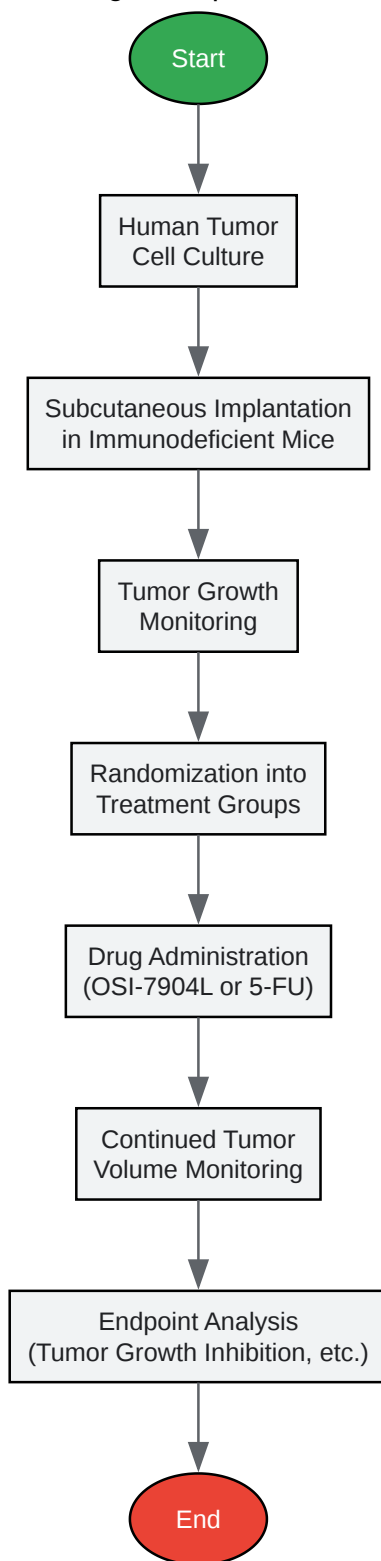 Start
Human Tumor
Cell Culture
Subcutaneous Implantation
in Immunodeficient Mice
Tumor Growth
Monitoring
Randomization into
Treatment Groups
Drug Administration
(OSI-7904L or 5-FU)
Continued Tumor
Volume Monitoring
Endpoint Analysis
(Tumor Growth Inhibition, etc.)
End